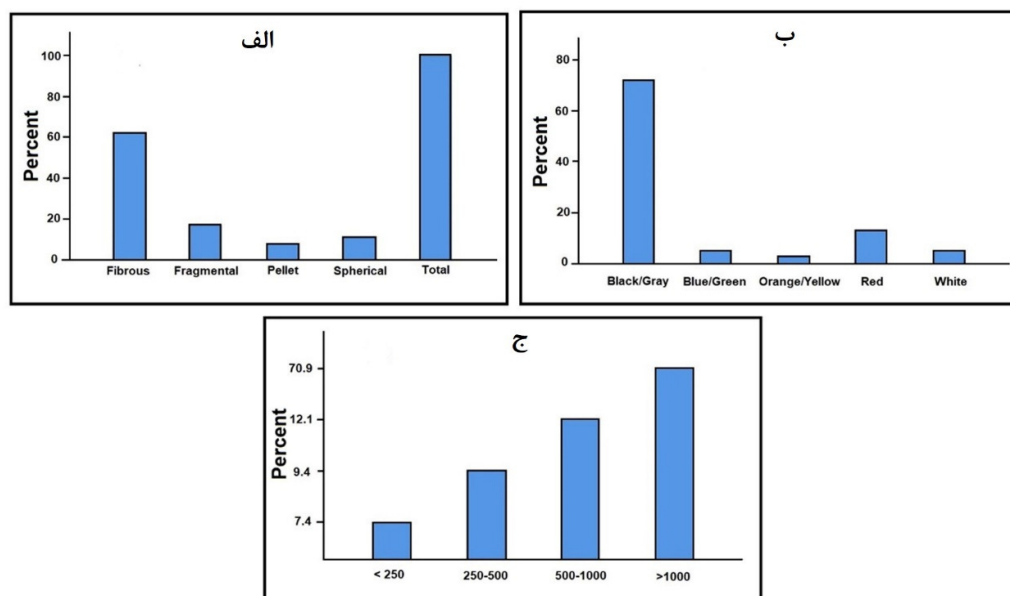 الف
Percent
100
80
60
40
20
0
Fibrous Fragmental Pellet Spherical Total
ب
Percent
80
60
40
20
0
Black/Gray Blue/Green Orange/Yellow Red White
ج
Percent
70.9
12.1
9.4
7.4
< 250 250-500 500-1000 >1000